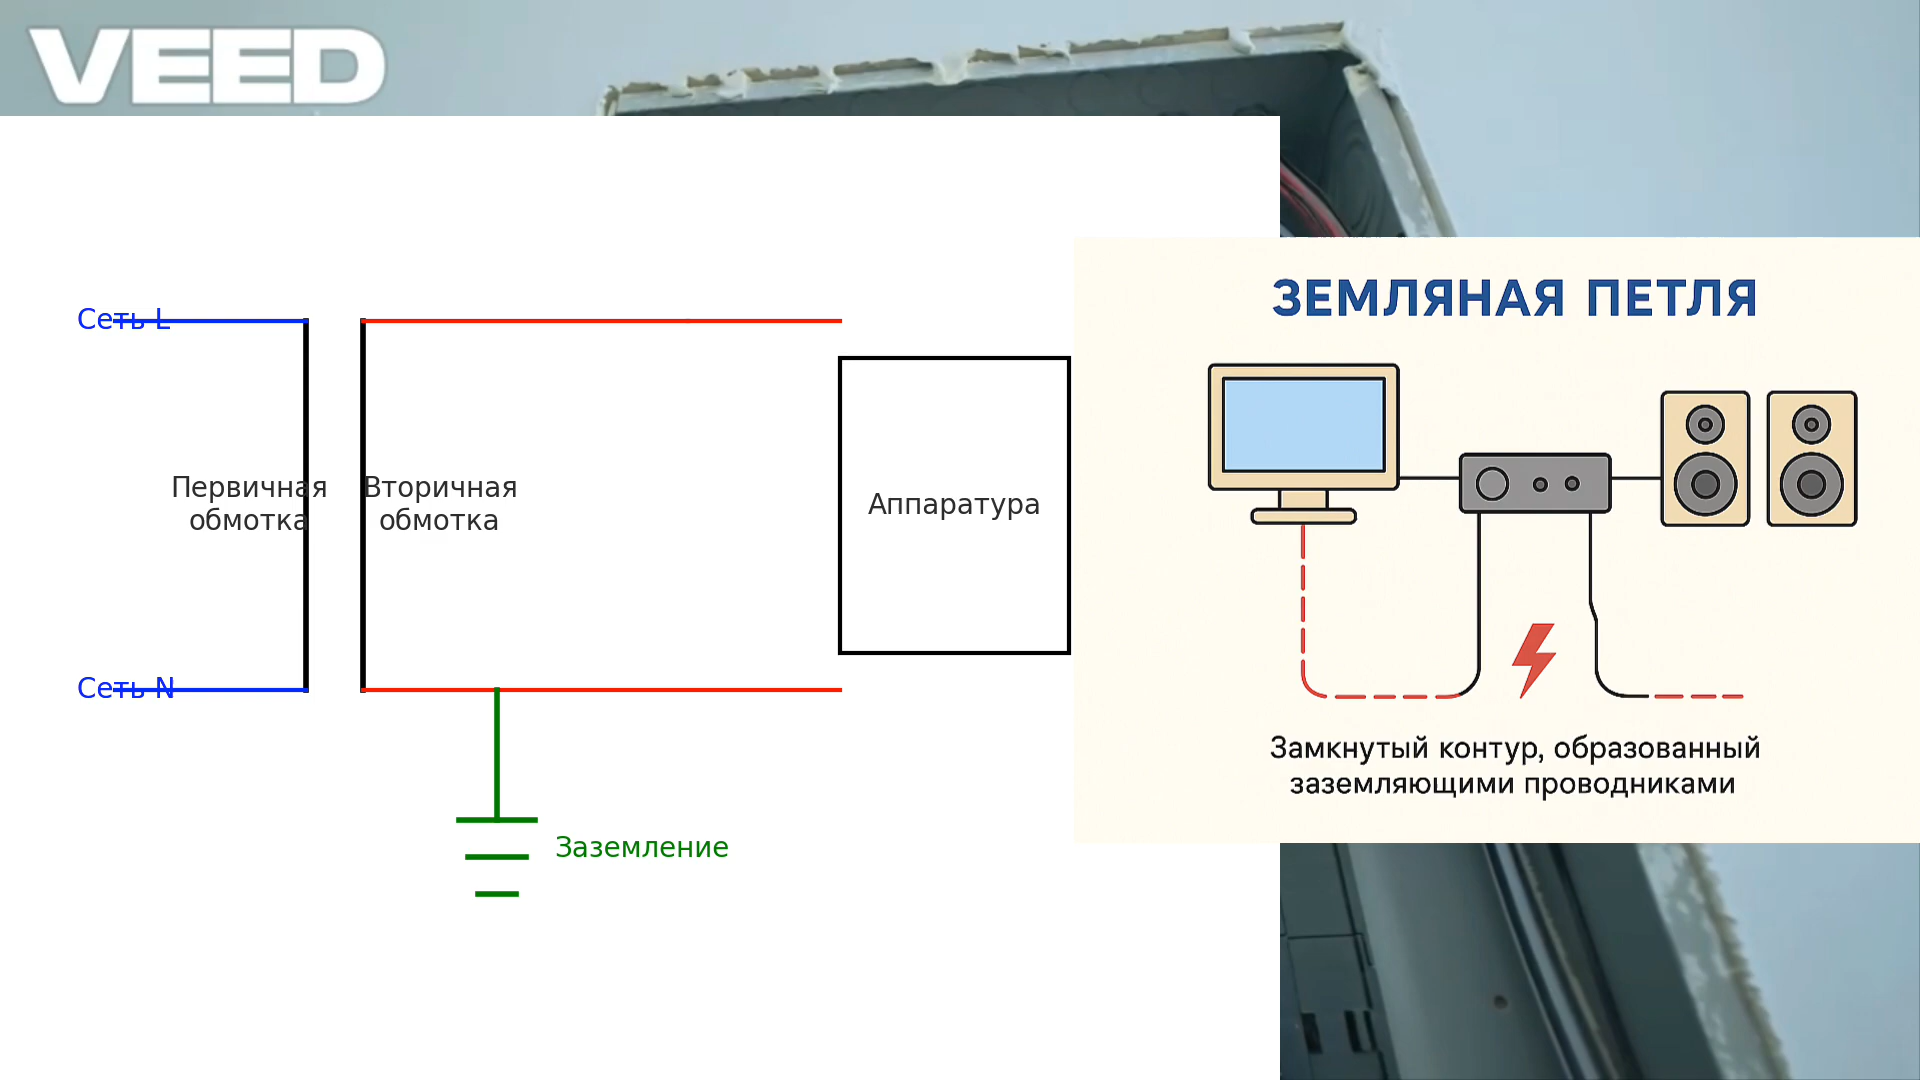 VEED
Сеть L
Первичная
обмотка
Вторичная
обмотка
Аппаратура
Сеть N
Заземление
ЗЕМЛЯНАЯ ПЕТЛЯ
Замкнутый контур, образованный
заземляющими проводниками